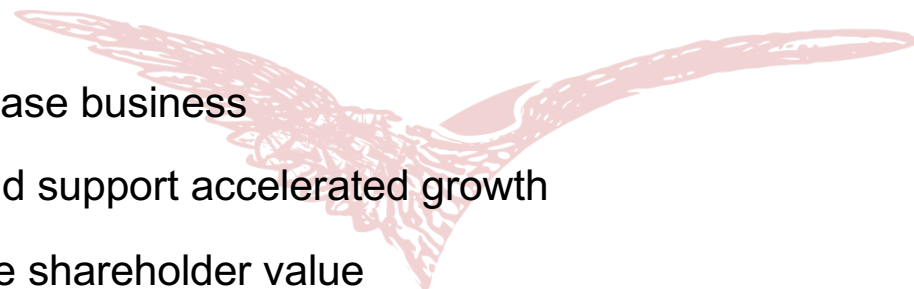 ase business
d support accelerated growth
e shareholder value